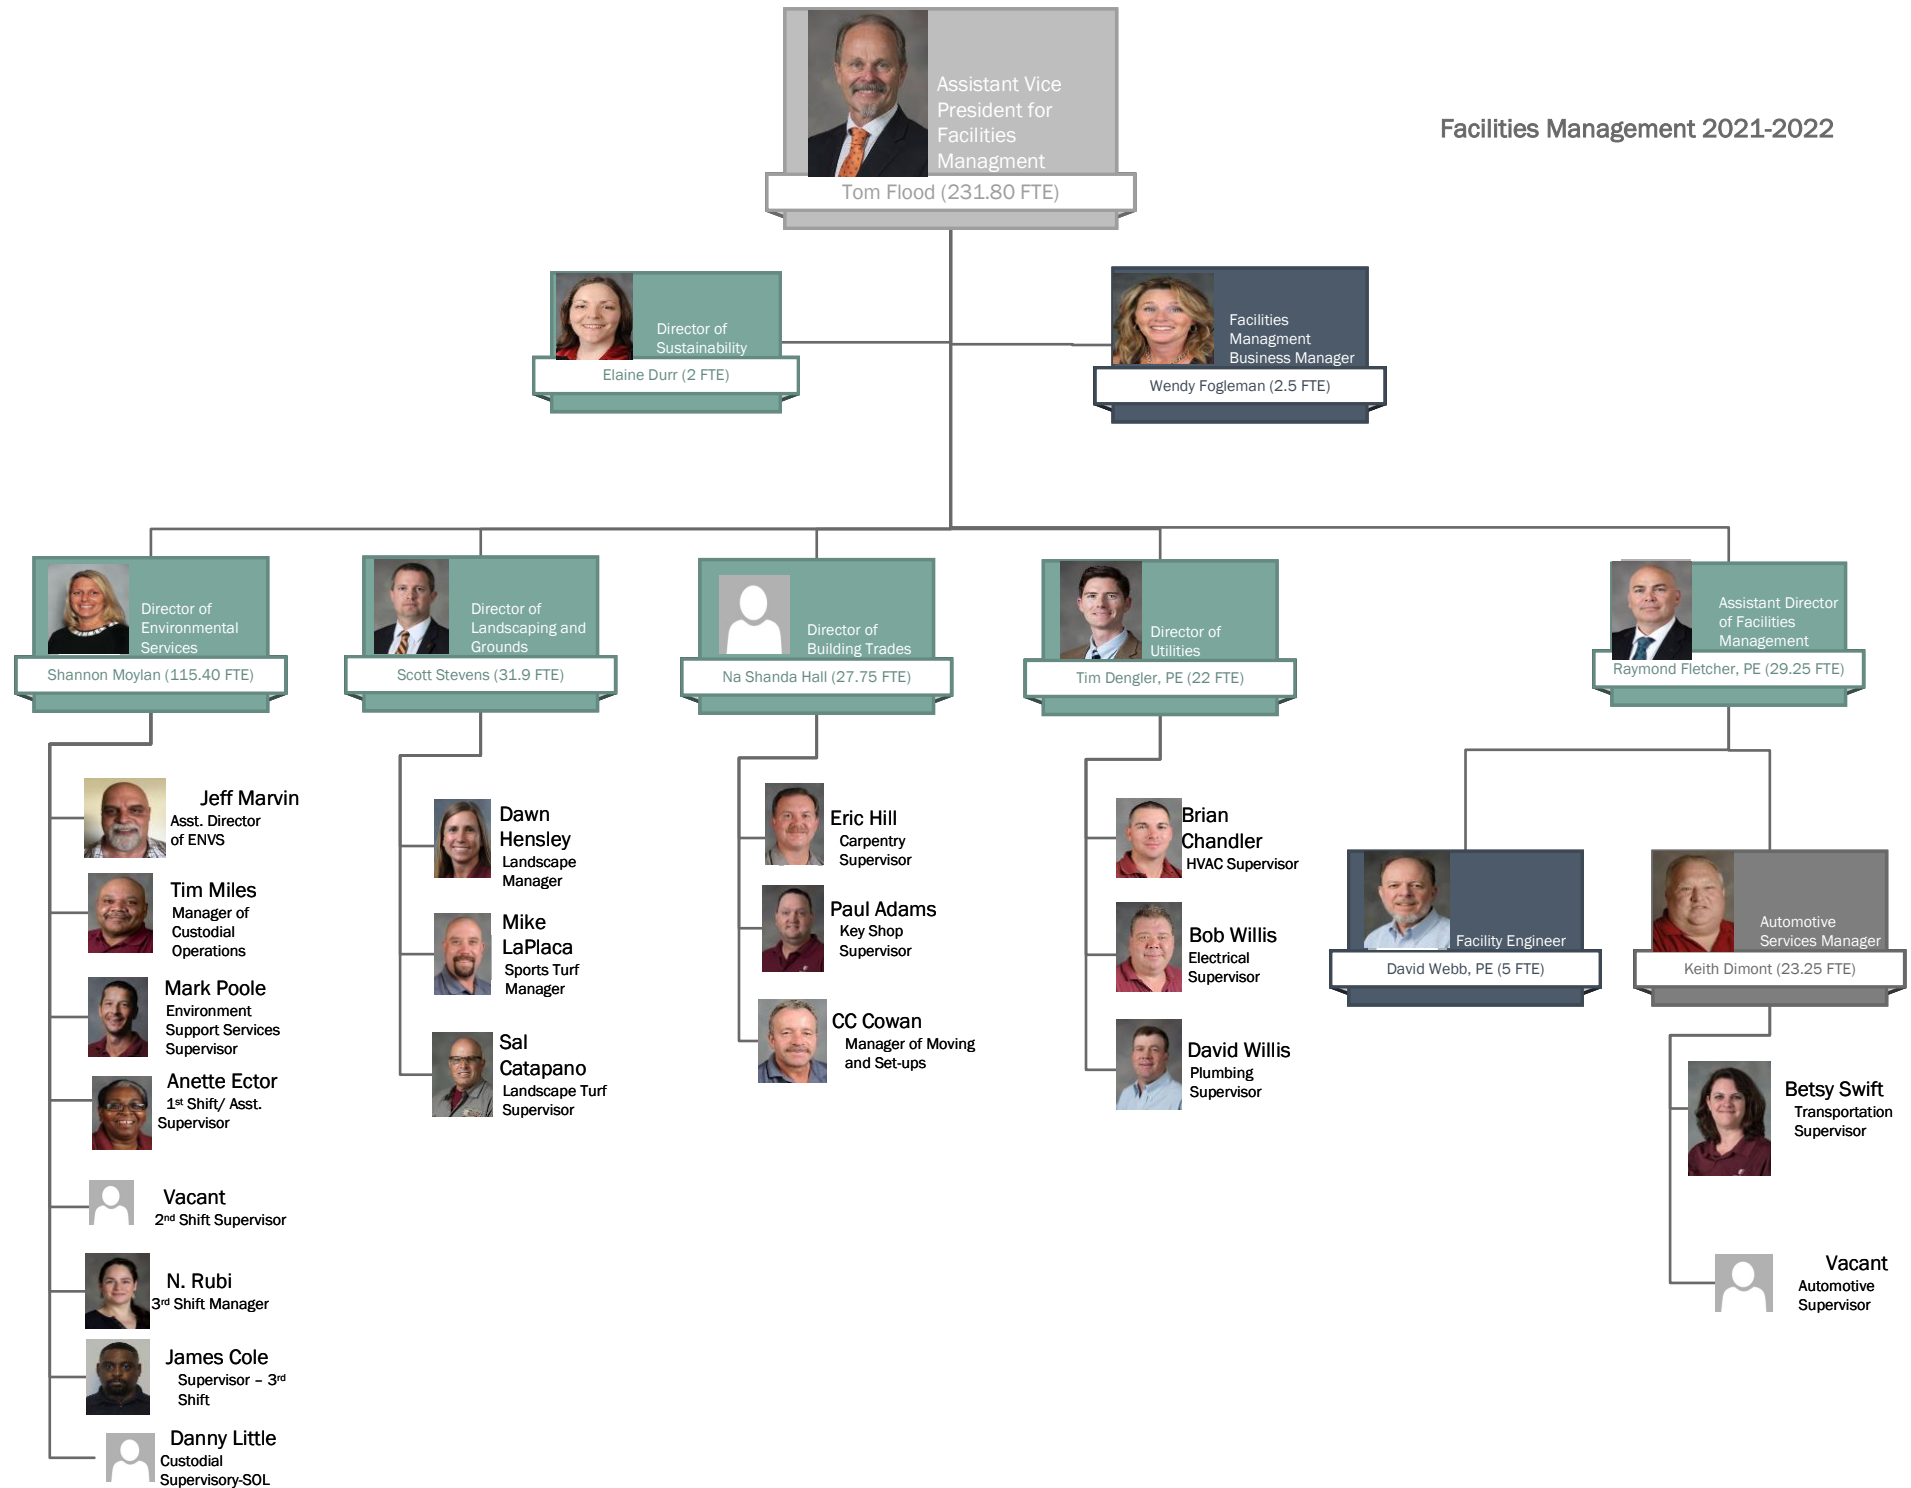 Facilities Management 2021-2022
Assistant Vice
President for
Facilities
Managment
Tom Flood (231.80 FTE)
Director of
Sustainability
Elaine Durr (2 FTE)
Facilities
Managment
Business Manager
Wendy Fogleman (2.5 FTE)
Director of
Environmental
Services
Shannon Moylan (115.40 FTE)
Director of
Landscaping and
Grounds
Scott Stevens (31.9 FTE)
Director of
Building Trades
Na Shanda Hall (27.75 FTE)
Director of
Utilities
Tim Dengler, PE (22 FTE)
Assistant Director
of Facilities
Management
Raymond Fletcher, PE (29.25 FTE)
Jeff Marvin
Asst. Director
of ENVS
Tim Miles
Manager of
Custodial
Operations
Mark Poole
Environment
Support Services
Supervisor
Anette Ector
1st Shift/ Asst.
Supervisor
Vacant
2nd Shift Supervisor
N. Rubi
3rd Shift Manager
James Cole
Supervisor – 3rd
Shift
Danny Little
Custodial
Supervisory-SOL
Dawn
Hensley
Landscape
Manager
Mike
LaPlaca
Sports Turf
Manager
Sal
Catapano
Landscape Turf
Supervisor
Eric Hill
Carpentry
Supervisor
Paul Adams
Key Shop
Supervisor
CC Cowan
Manager of Moving
and Set-ups
Brian
Chandler
HVAC Supervisor
Bob Willis
Electrical
Supervisor
David Willis
Plumbing
Supervisor
Facility Engineer
David Webb, PE (5 FTE)
Automotive
Services Manager
Keith Dimont (23.25 FTE)
Betsy Swift
Transportation
Supervisor
Vacant
Automotive
Supervisor